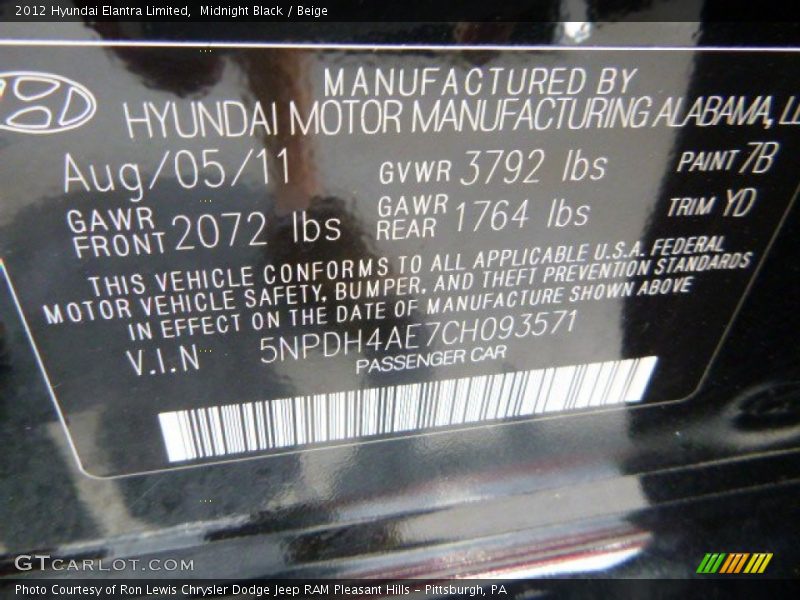 2012 Hyundai Elantra Limited,  Midnight Black / Beige
MANUFACTURED BY
HYUNDAI MOTOR MANUFACTURING ALABAMA, LL
Aug/05/11 GVWR 3792 lbs PAINT 7B
GAWR FRONT 2072 lbs GAWR REAR 1764 lbs TRIM YD
THIS VEHICLE CONFORMS TO ALL APPLICABLE U.S.A. FEDERAL
MOTOR VEHICLE SAFETY, BUMPER, AND THEFT PREVENTION STANDARDS
IN EFFECT ON THE DATE OF MANUFACTURE SHOWN ABOVE
V.I.N 5NPDH4AE7CH093571
PASSENGER CAR
GTCARLOT.COM
Photo Courtesy of Ron Lewis Chrysler Dodge Jeep RAM Pleasant Hills - Pittsburgh, PA